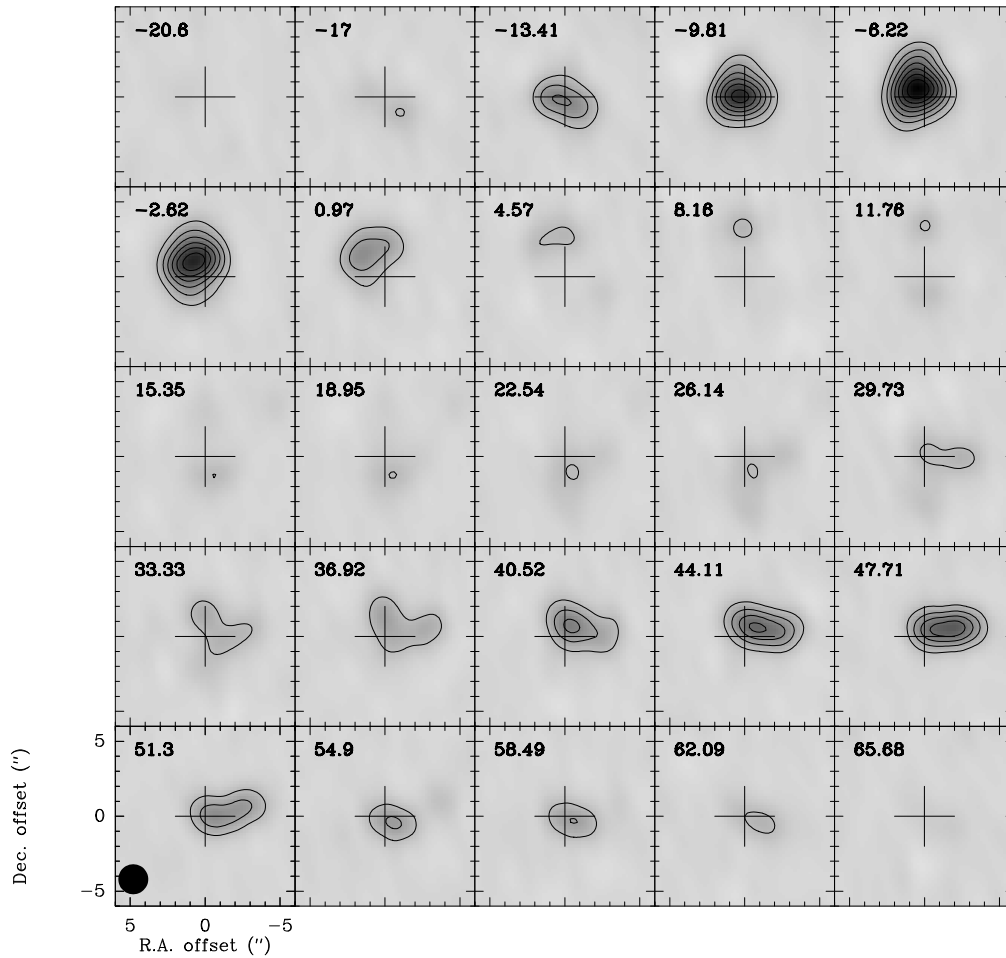 -20.6 -17 -13.41 -9.81 -6.22
-2.62 0.97 4.57 8.16 11.76
15.35 18.95 22.54 26.14 29.73
33.33 36.92 40.52 44.11 47.71
51.3 54.9 58.49 62.09 65.68
5
0
-5
Dec. offset (")
5 0 -5
R.A. offset (")